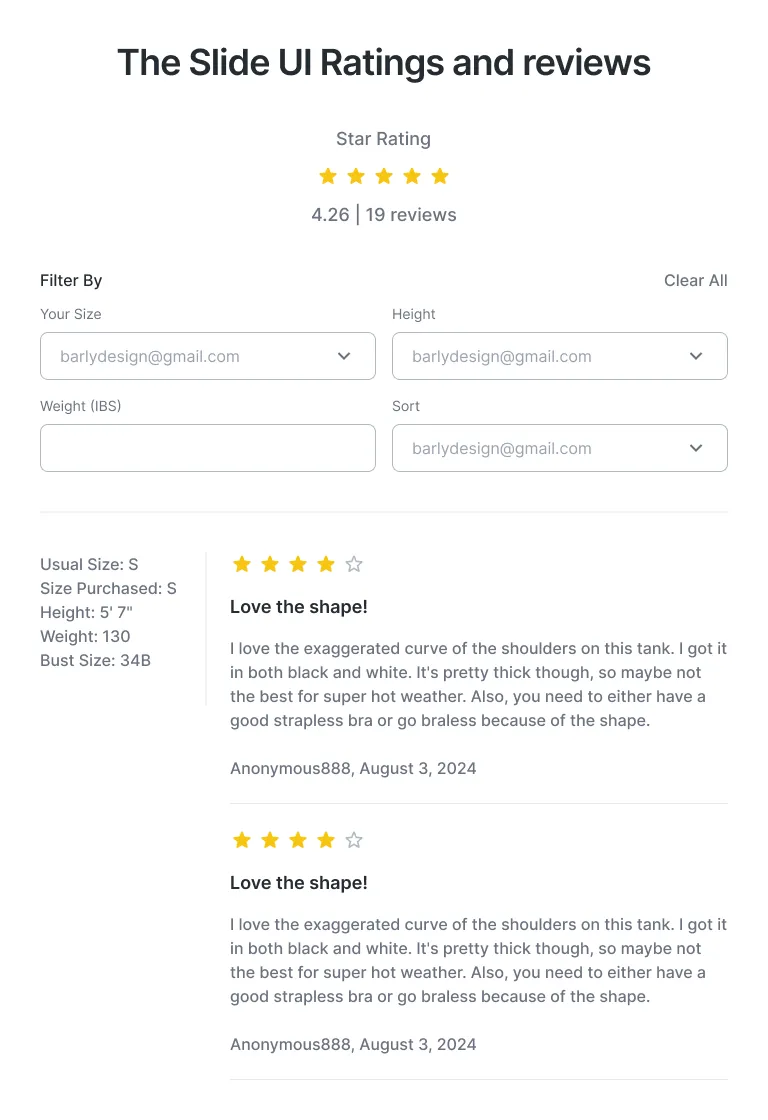 The Slide UI Ratings and reviews
Star Rating
4.26 | 19 reviews
Filter By
Clear All
Your Size
Height
barlydesign@gmail.com
barlydesign@gmail.com
Weight (IBS)
Sort
barlydesign@gmail.com
Usual Size: S
Size Purchased: S
Height: 5' 7"
Weight: 130
Bust Size: 34B
Love the shape!
I love the exaggerated curve of the shoulders on this tank. I got it
in both black and white. It's pretty thick though, so maybe not
the best for super hot weather. Also, you need to either have a
good strapless bra or go braless because of the shape.
Anonymous888, August 3, 2024
Love the shape!
I love the exaggerated curve of the shoulders on this tank. I got it
in both black and white. It's pretty thick though, so maybe not
the best for super hot weather. Also, you need to either have a
good strapless bra or go braless because of the shape.
Anonymous888, August 3, 2024